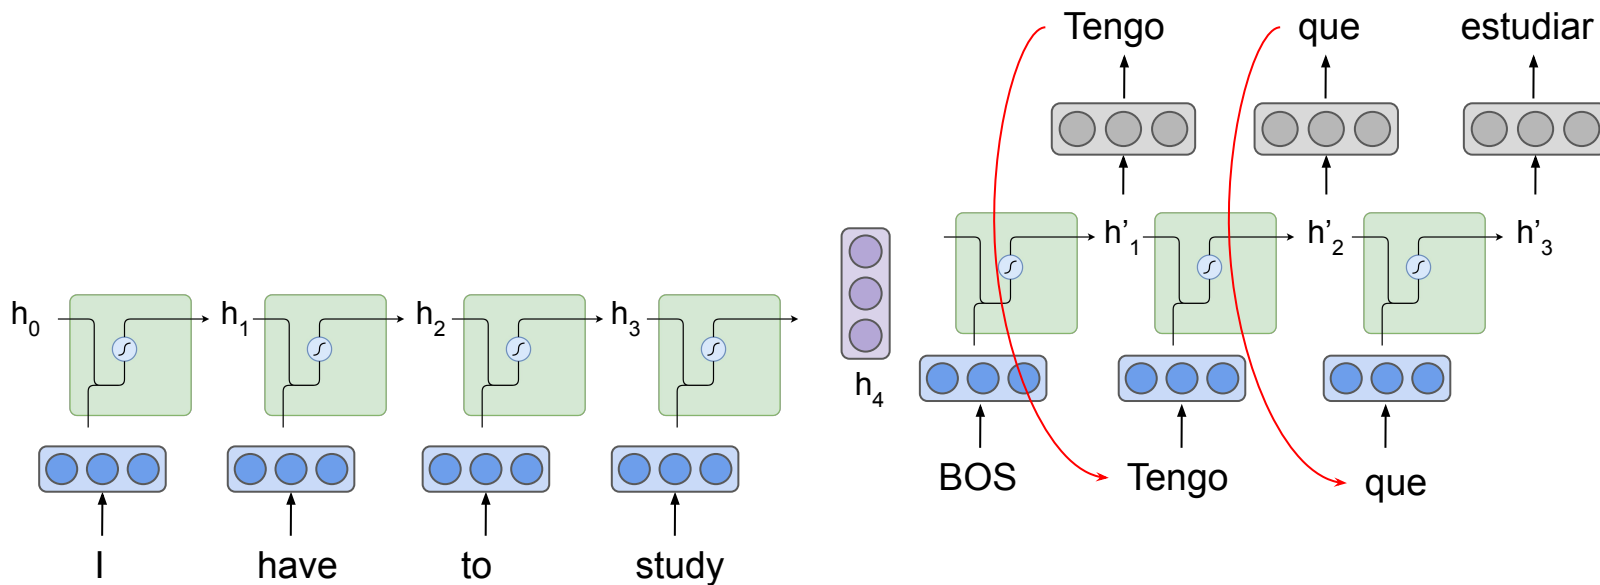 Tengo que estudiar
h'1 h'2 h'3
h0 h1 h2 h3
h4
BOS Tengo que
I have to study